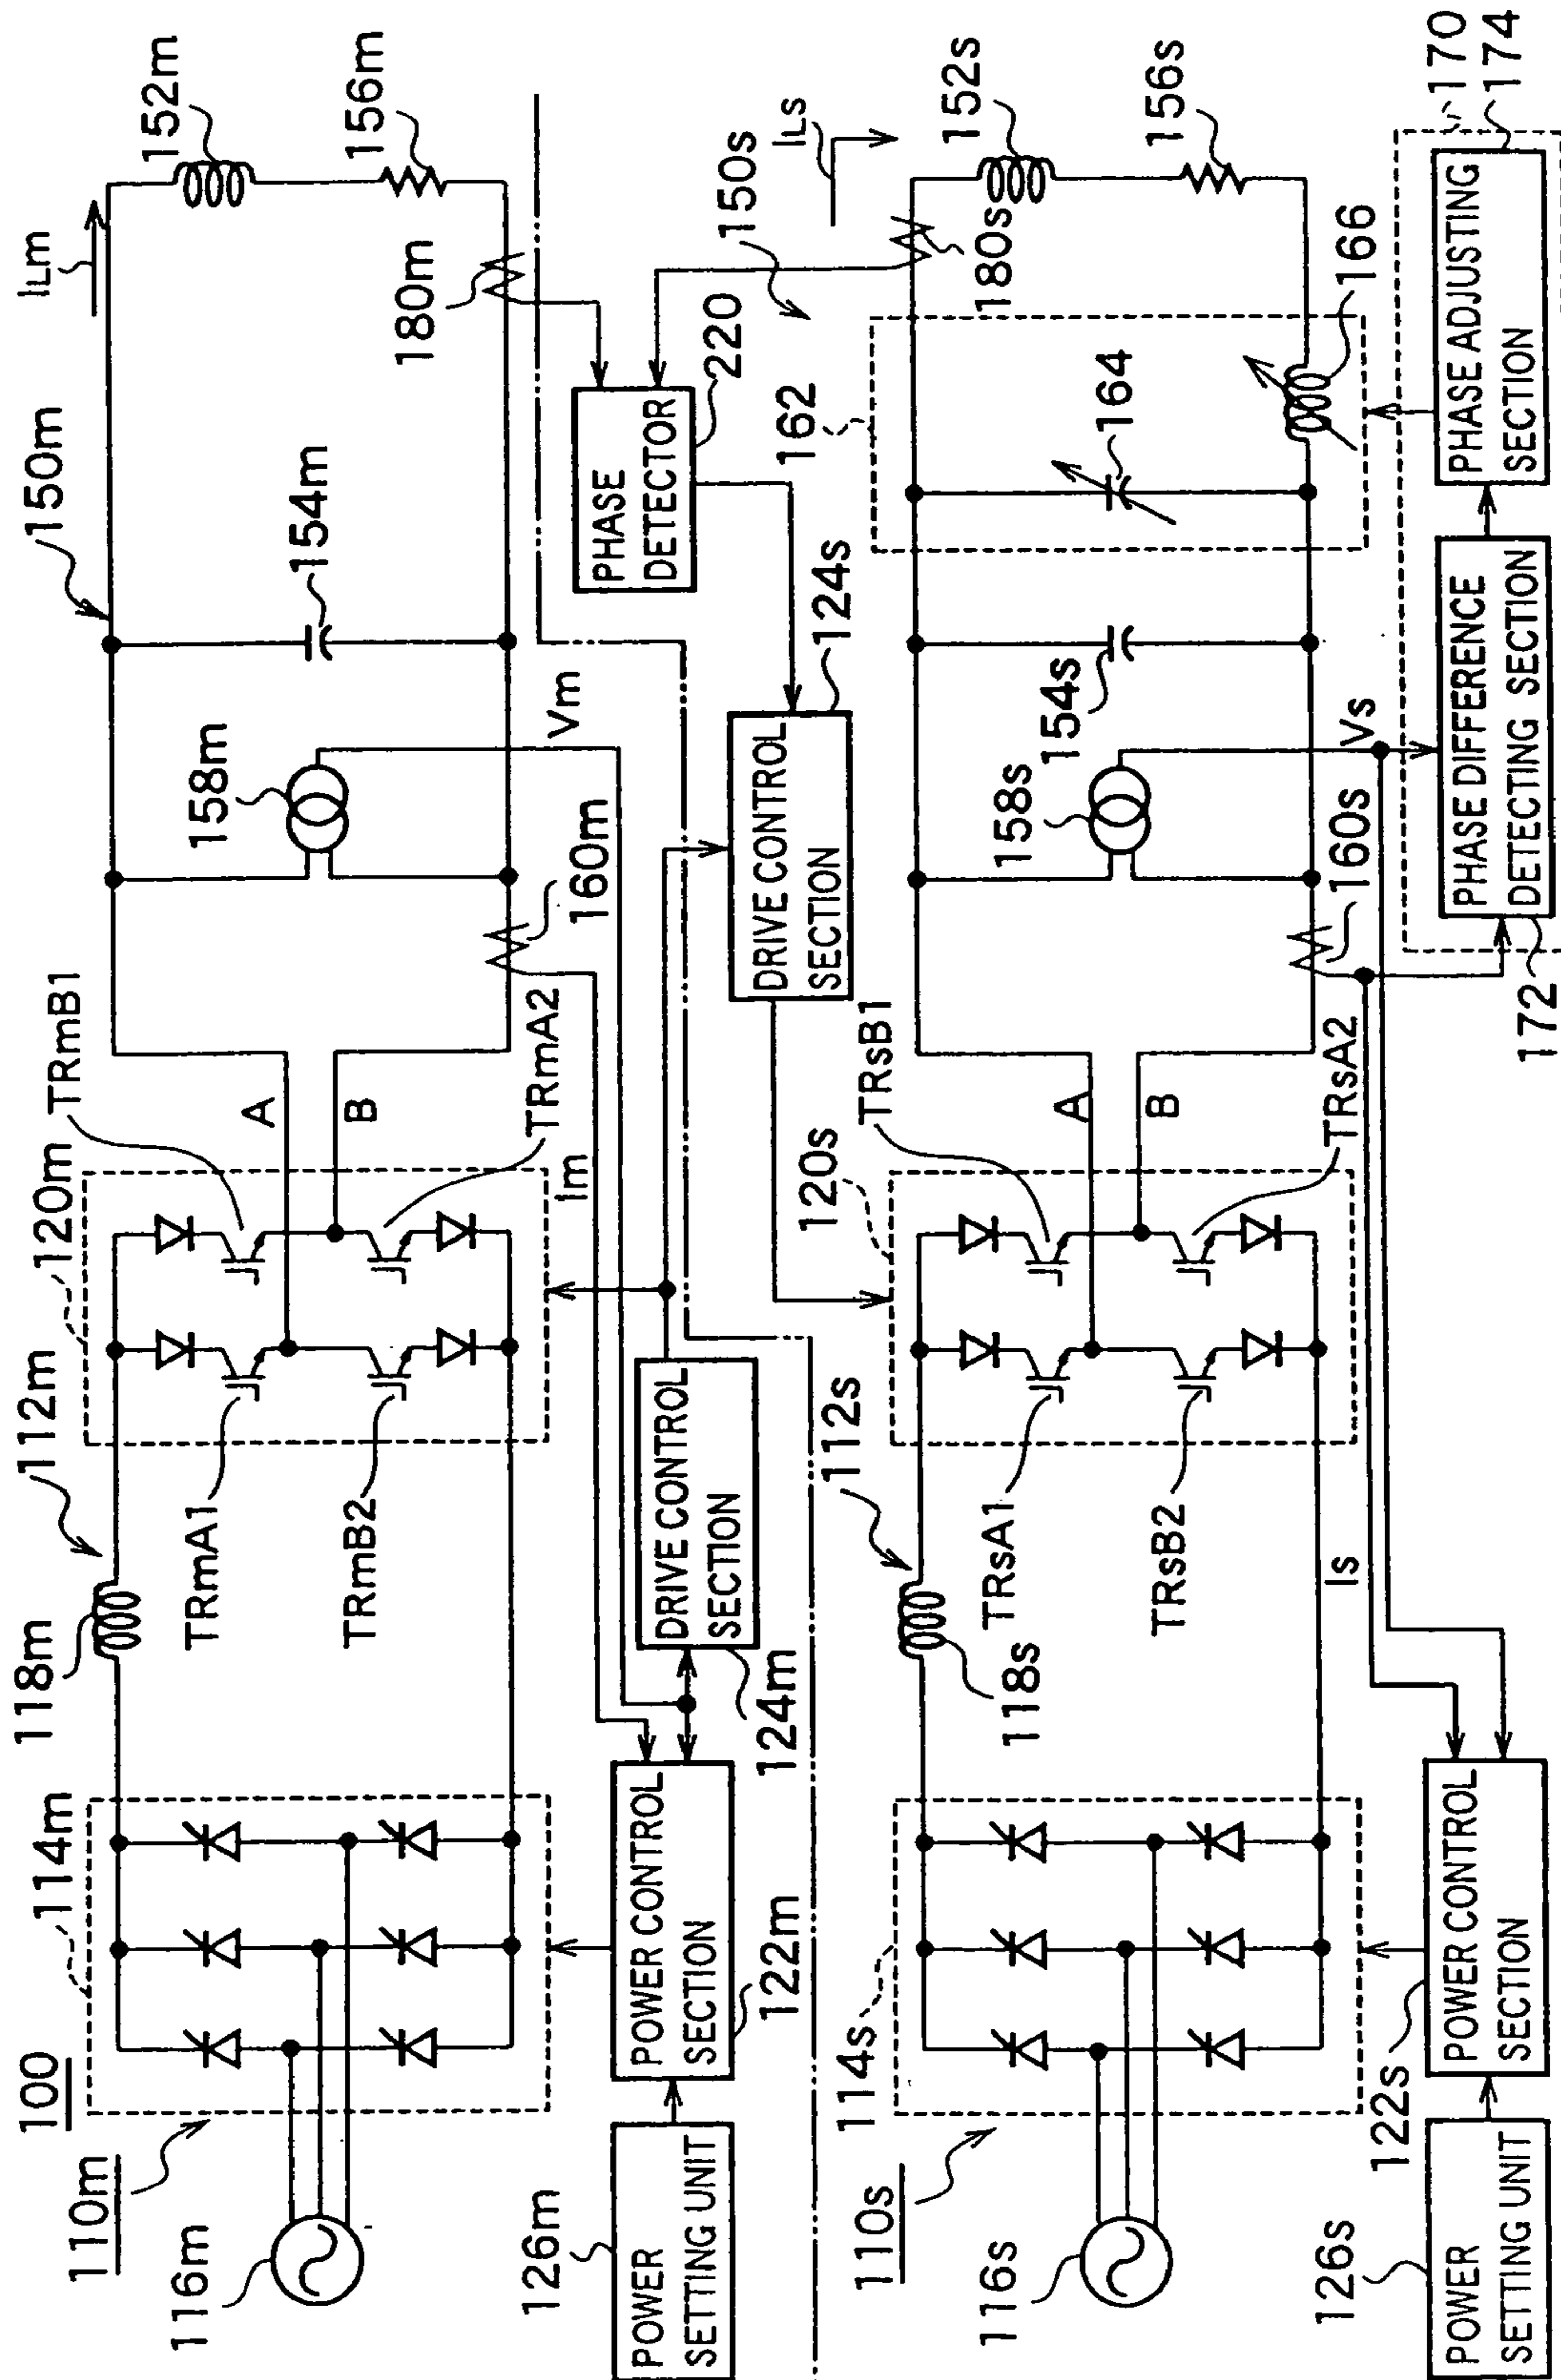 100
110m
114m
118m
112m
120m
TRmB1
150m
ILm
152m
156m
180m
154m
158m
Vm
160m
A
B
TRmA2
Im
TRmA1
TRmB2
116m
126m
POWER
SETTING UNIT
POWER CONTROL
SECTION
122m
124m
DRIVE CONTROL
SECTION
DRIVE CONTROL
SECTION
124s
PHASE
DETECTOR
220
162
150s
ILs
152s
156s
180s
164
166
154s
158s
Vs
160s
110s
114s
118s
112s
120s
TRsB1
A
B
TRsA2
TRsA1
TRsB2
Is
116s
126s
POWER
SETTING UNIT
122s
POWER CONTROL
SECTION
172
PHASE DIFFERENCE
DETECTING SECTION
PHASE ADJUSTING
SECTION
170
174